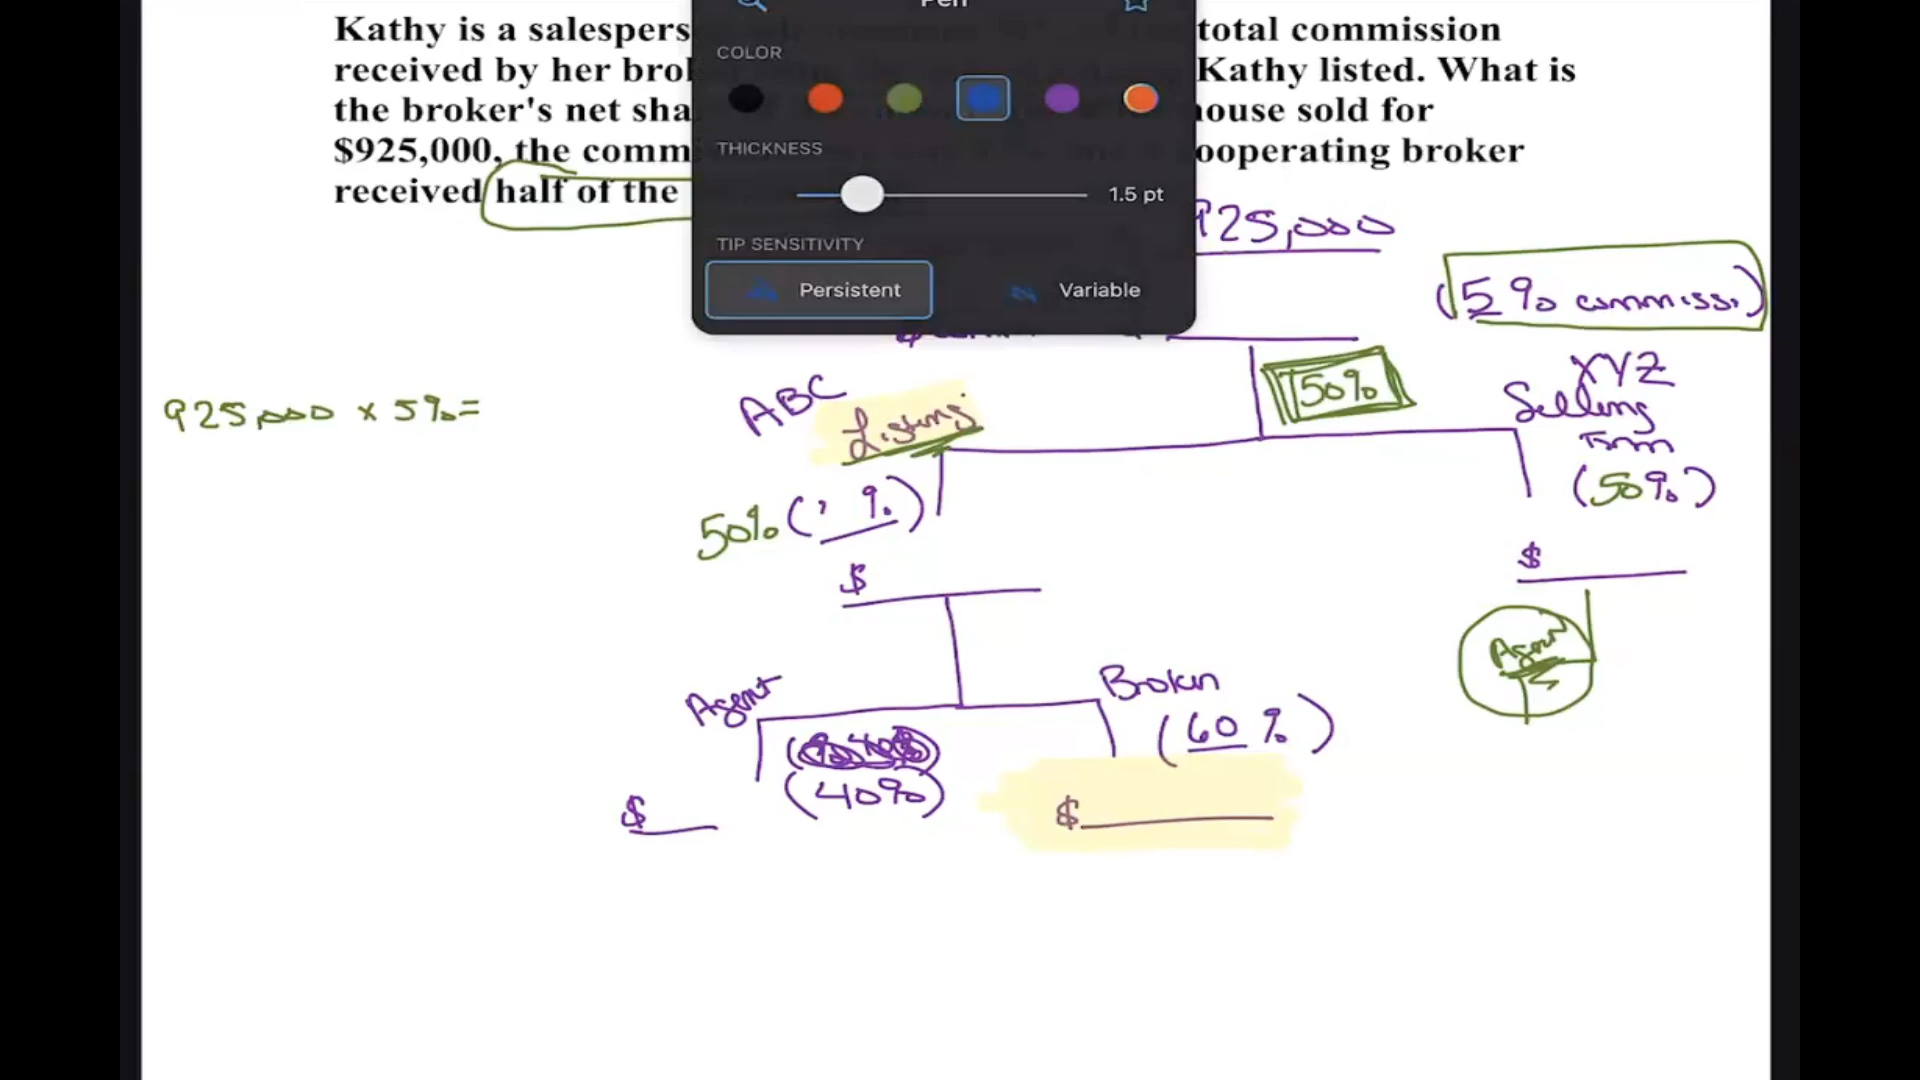 Pen
Kathy is a salespers total commission
COLOR
received by her bro Kathy listed. What is
the broker's net sha house sold for
$925,000, the comm THICKNESS cooperating broker
received half of the 1.5 pt
925,000
TIP SENSITIVITY
Persistent Variable
(5% commiss.)
50%
XYZ
925,000 x 5%=
ABC
Listing
Selling
Firm
50% ( ? %)
(50%)
$
$
Agent
Agent
Broker
(60 %)
(40%)
$
$